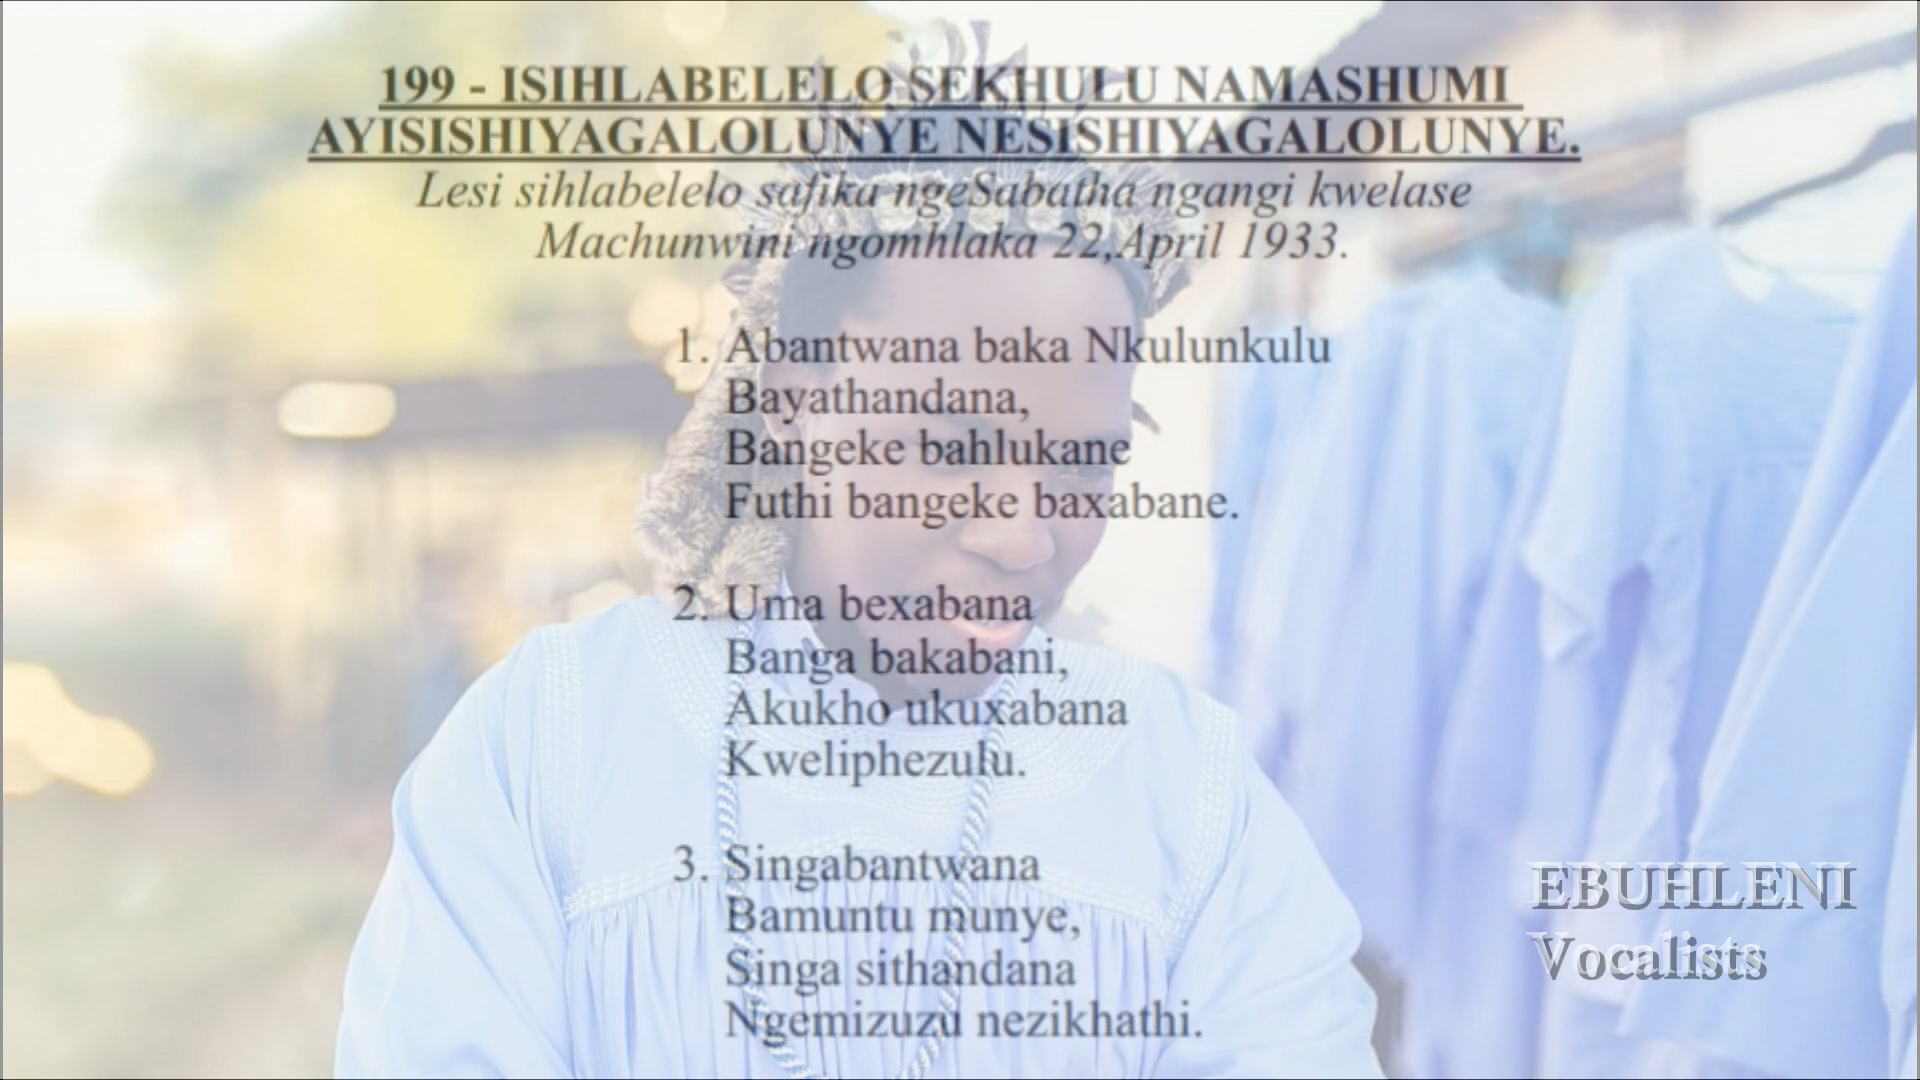 199 - ISIHLABELELO SEKHULU NAMASHUMI
AYISISHIYAGALOLUNYE NESISHIYAGALOLUNYE.
Lesi sihlabelelo safika ngeSabatha ngangi kwelase
Machunwini ngomhlaka 22,April 1933.
1. Abantwana baka Nkulunkulu
Bayathandana,
Bangeke bahlukane
Futhi bangeke baxabane.
2. Uma bexabana
Banga bakabani,
Akukho ukuxabana
Kweliphezulu.
3. Singabantwana
Bamuntu munye,
Singa sithandana
Ngemizuzu nezikhathi.
EBUHLENI
Vocalists